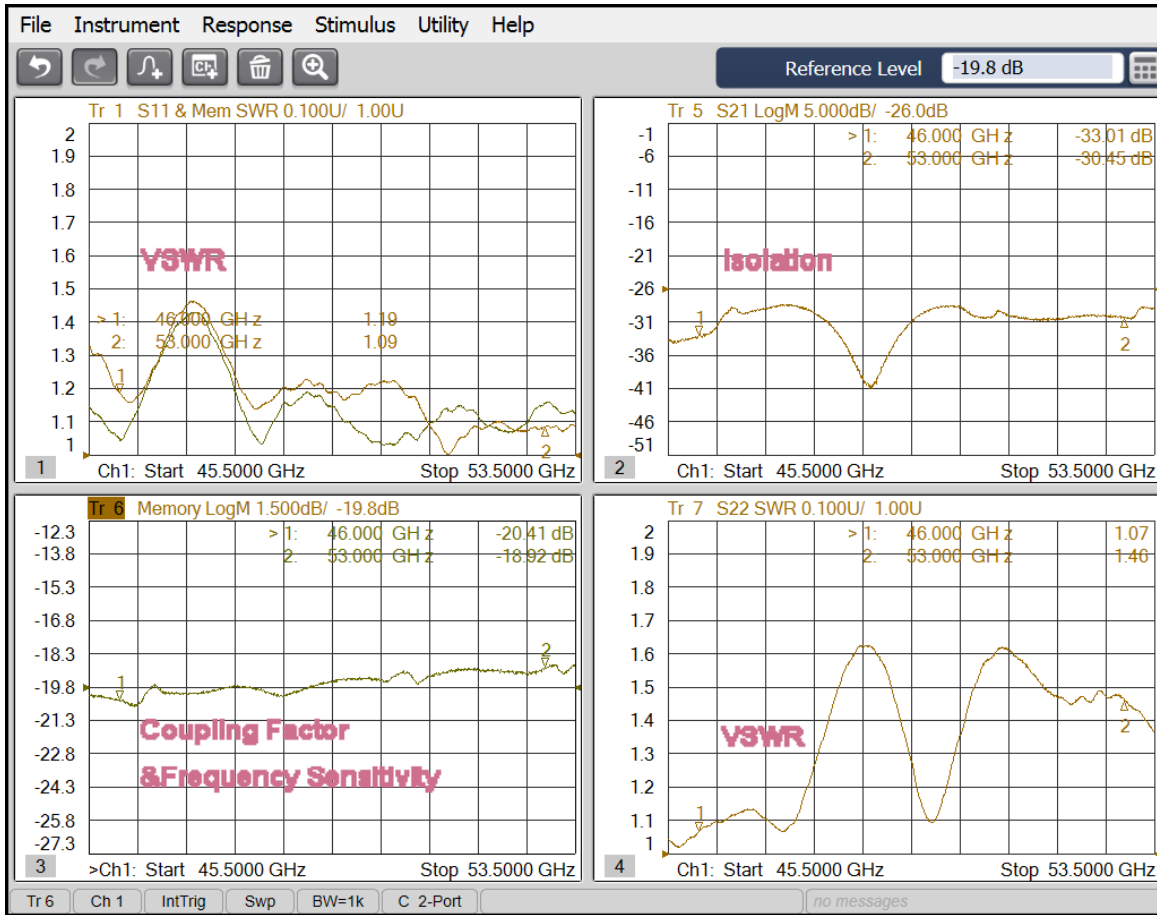 File Instrument Response Stimulus Utility Help
Reference Level -19.8 dB
Tr 1 S11 & Mem SWR 0.100U/ 1.00U
2
1.9
1.8
1.7
1.6
1.5
1.4
1.3
1.2
1.1
1
VSWR
> 1: 46.000 GHz 1.19
2: 53.000 GHz 1.09
1
2
1 Ch1: Start 45.5000 GHz Stop 53.5000 GHz
Tr 5 S21 LogM 5.000dB/ -26.0dB
> 1: 46.000 GHz -33.01 dB
2: 53.000 GHz -30.45 dB
-1
-6
-11
-16
-21
-26
-31
-36
-41
-46
-51
Isolation
1
2
2 Ch1: Start 45.5000 GHz Stop 53.5000 GHz
Tr 6 Memory LogM 1.500dB/ -19.8dB
> 1: 46.000 GHz -20.41 dB
2: 53.000 GHz -18.92 dB
-12.3
-13.8
-15.3
-16.8
-18.3
-19.8
-21.3
-22.8
-24.3
-25.8
-27.3
1
2
Coupling Factor
&Frequency Sensitivity
3 >Ch1: Start 45.5000 GHz Stop 53.5000 GHz
Tr 7 S22 SWR 0.100U/ 1.00U
> 1: 46.000 GHz 1.07
2: 53.000 GHz 1.46
2
1.9
1.8
1.7
1.6
1.5
1.4
1.3
1.2
1.1
1
VSWR
1
2
4 Ch1: Start 45.5000 GHz Stop 53.5000 GHz
Tr 6 Ch 1 IntTrig Swp BW=1k C 2-Port no messages